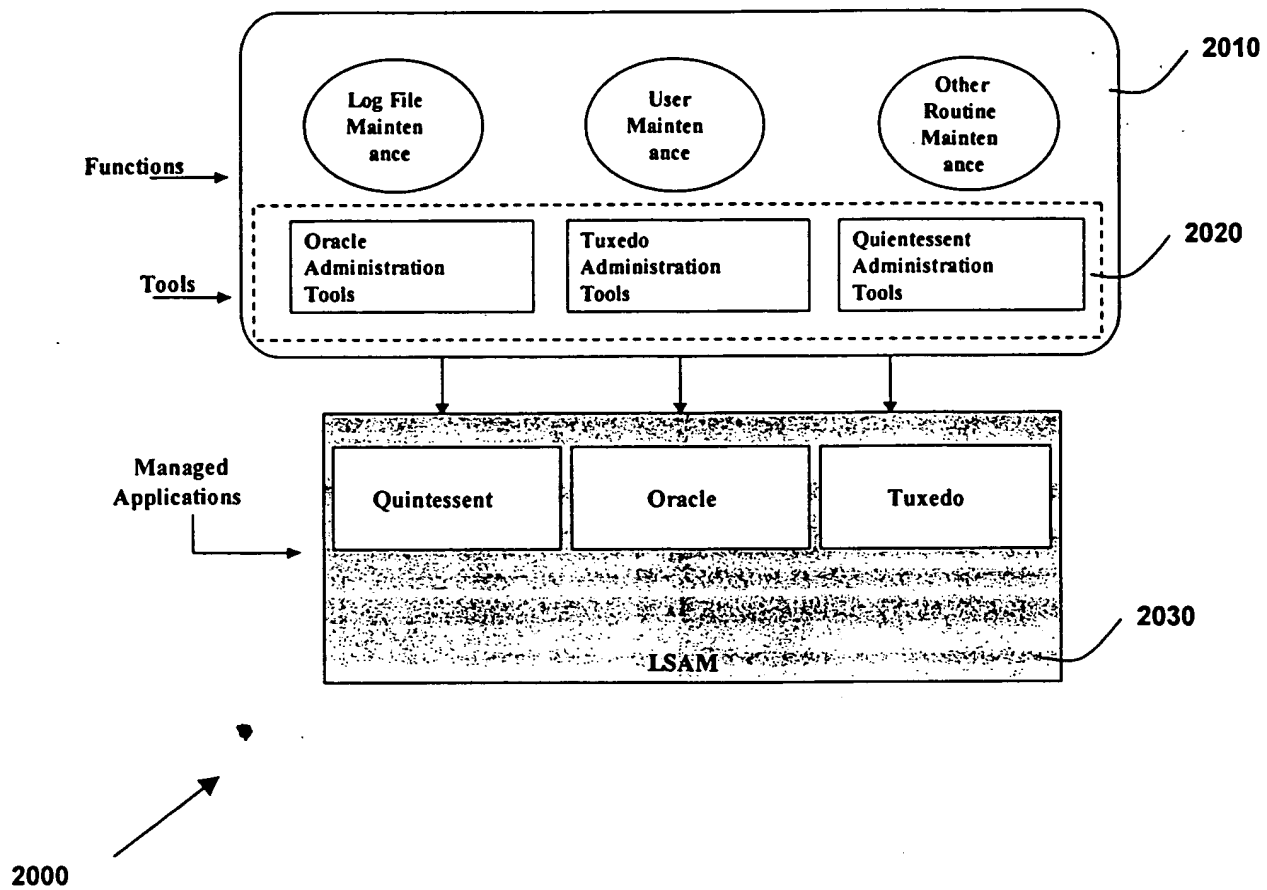 2010
Log File
Mainten
ance
User
Mainten
ance
Other
Routine
Mainten
ance
Functions
2020
Oracle
Administration
Tools
Tuxedo
Administration
Tools
Quientessent
Administration
Tools
Tools
Managed
Applications
Quintessent
Oracle
Tuxedo
2030
LSAM
2000